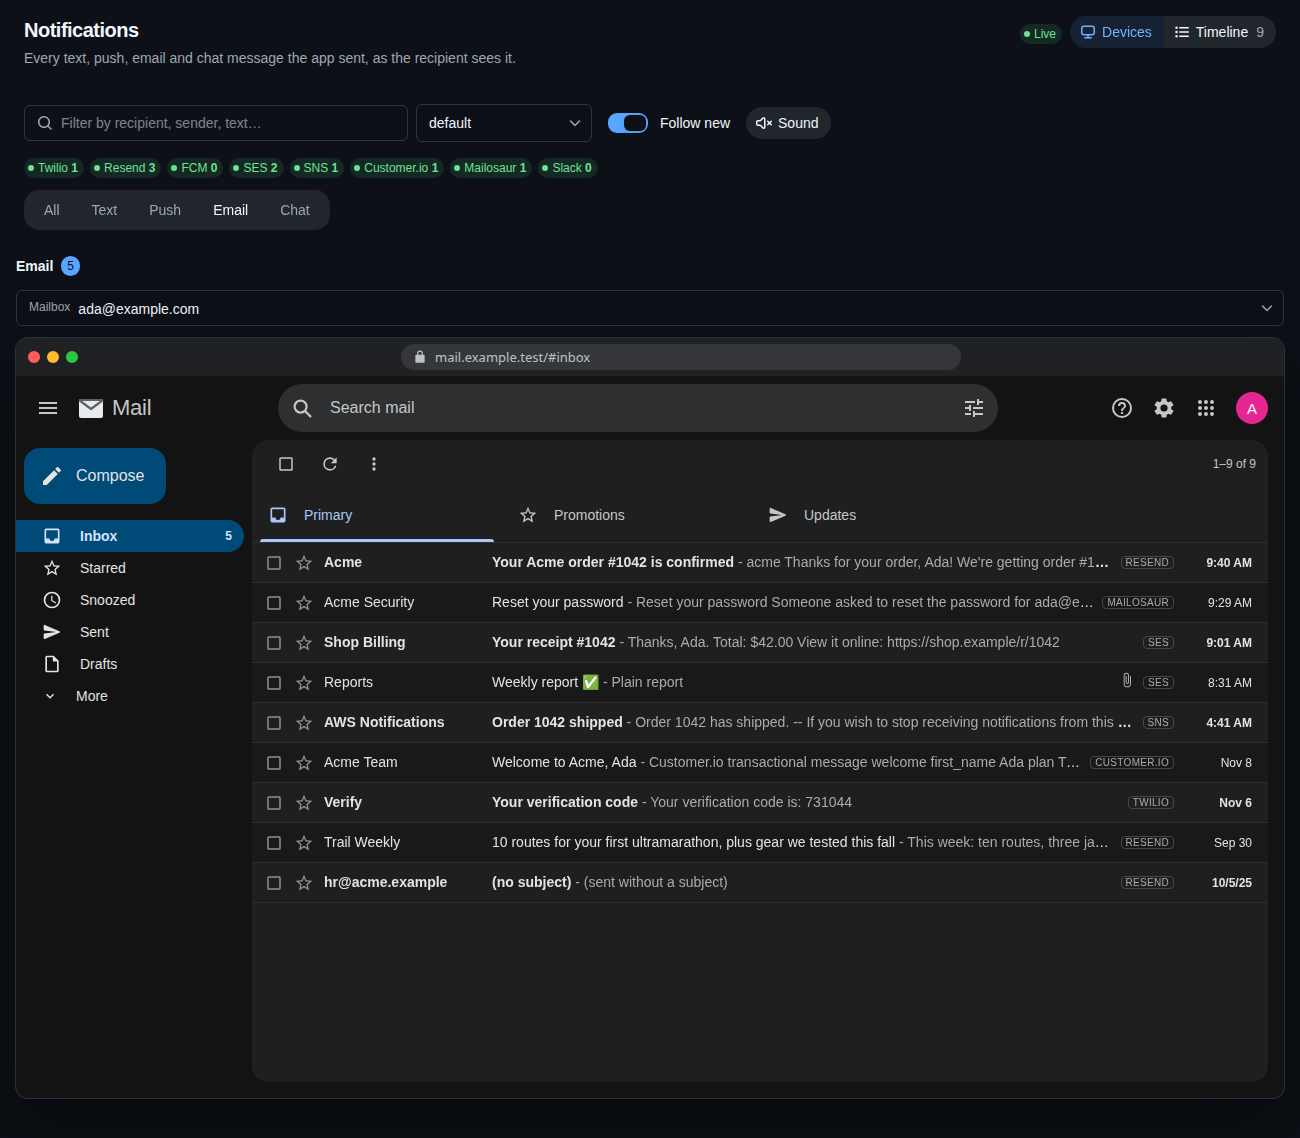 Notifications
Every text, push, email and chat message the app sent, as the recipient sees it.
Live
Devices
Timeline 9
Filter by recipient, sender, text…
default
Follow new
Sound
Twilio 1
Resend 3
FCM 0
SES 2
SNS 1
Customer.io 1
Mailosaur 1
Slack 0
All
Text
Push
Email
Chat
Email 5
Mailbox ada@example.com
mail.example.test/#inbox
Mail
Search mail
A
Compose
1–9 of 9
Primary
Promotions
Updates
Inbox 5
Starred
Snoozed
Sent
Drafts
More
Acme Your Acme order #1042 is confirmed - acme Thanks for your order, Ada! We're getting order #1… RESEND 9:40 AM
Acme Security Reset your password - Reset your password Someone asked to reset the password for ada@e… MAILOSAUR 9:29 AM
Shop Billing Your receipt #1042 - Thanks, Ada. Total: $42.00 View it online: https://shop.example/r/1042 SES 9:01 AM
Reports Weekly report ✅ - Plain report SES 8:31 AM
AWS Notifications Order 1042 shipped - Order 1042 has shipped. -- If you wish to stop receiving notifications from this … SNS 4:41 AM
Acme Team Welcome to Acme, Ada - Customer.io transactional message welcome first_name Ada plan T… CUSTOMER.IO Nov 8
Verify Your verification code - Your verification code is: 731044 TWILIO Nov 6
Trail Weekly 10 routes for your first ultramarathon, plus gear we tested this fall - This week: ten routes, three ja… RESEND Sep 30
hr@acme.example (no subject) - (sent without a subject) RESEND 10/5/25